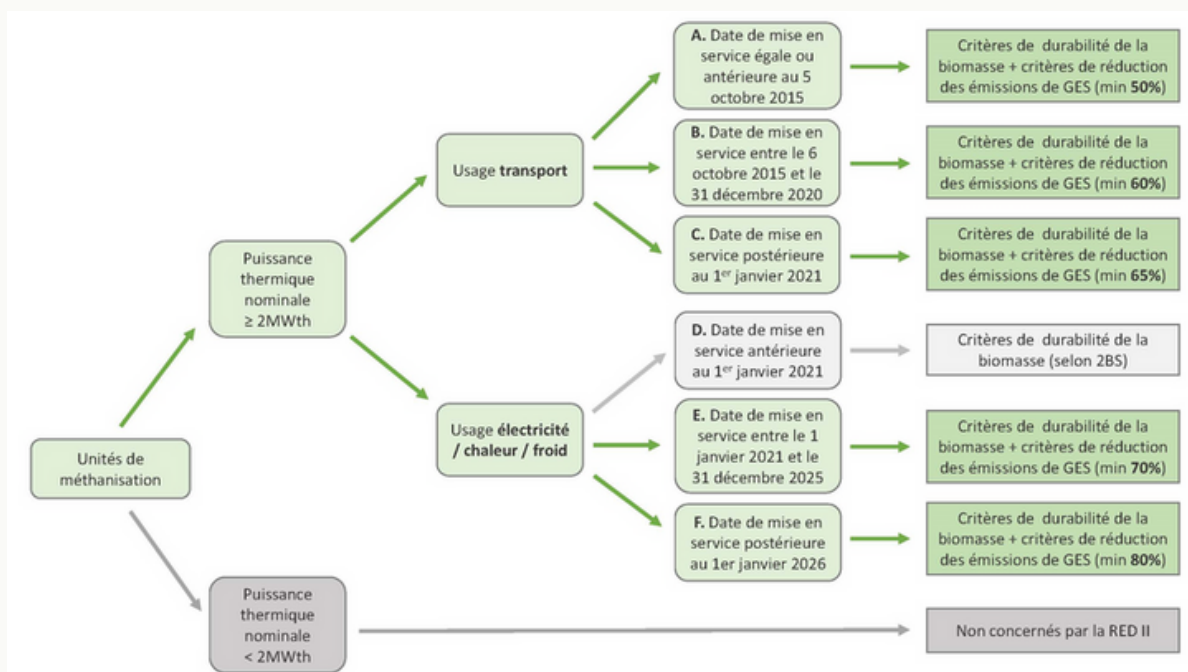 Unités de
méthanisation
Puissance
thermique
nominale
≥ 2MWth
Usage transport
A. Date de mise en
service égale ou
antérieure au 5
octobre 2015
Critères de durabilité de la
biomasse + critères de réduction
des émissions de GES (min 50%)
B. Date de mise en
service entre le 6
octobre 2015 et le
31 décembre 2020
Critères de durabilité de la
biomasse + critères de réduction
des émissions de GES (min 60%)
C. Date de mise en
service postérieure
au 1er janvier 2021
Critères de durabilité de la
biomasse + critères de réduction
des émissions de GES (min 65%)
Usage électricité
/ chaleur / froid
D. Date de mise en
service antérieure
au 1er janvier 2021
Critères de durabilité de la
biomasse (selon 2BS)
E. Date de mise en
service entre le 1
janvier 2021 et le
31 décembre 2025
Critères de durabilité de la
biomasse + critères de réduction
des émissions de GES (min 70%)
F. Date de mise en
service postérieure
au 1er janvier 2026
Critères de durabilité de la
biomasse + critères de réduction
des émissions de GES (min 80%)
Puissance
thermique
nominale
< 2MWth
Non concernés par la RED II